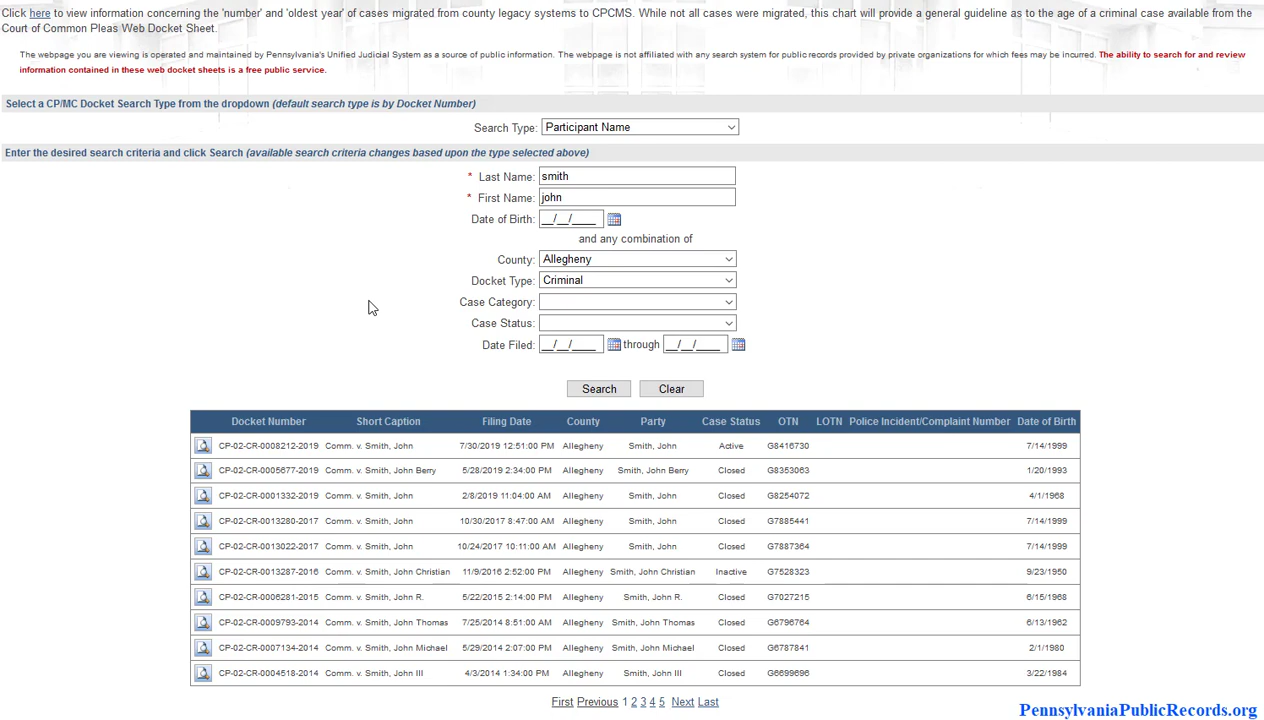 Click here to view information concerning the 'number' and 'oldest year' of cases migrated from county legacy systems to CPCMS. While not all cases were migrated, this chart will provide a general guideline as to the age of a criminal case available from the
Court of Common Pleas Web Docket Sheet.
The webpage you are viewing is operated and maintained by Pennsylvania's Unified Judicial System as a source of public information. The webpage is not affiliated with any search system for public records provided by private organizations for which fees may be incurred. The ability to search for and review
information contained in these web docket sheets is a free public service.
Select a CP/MC Docket Search Type from the dropdown (default search type is by Docket Number)
Search Type: Participant Name
Enter the desired search criteria and click Search (available search criteria changes based upon the type selected above)
* Last Name: smith
* First Name: john
Date of Birth: __/__/____
and any combination of
County: Allegheny
Docket Type: Criminal
Case Category:
Case Status:
Date Filed: __/__/____ through __/__/____
Search Clear
Docket Number Short Caption Filing Date County Party Case Status OTN LOTN Police Incident/Complaint Number Date of Birth
CP-02-CR-0008212-2019 Comm. v. Smith, John 7/30/2019 12:51:00 PM Allegheny Smith, John Active G8416730 7/14/1999
CP-02-CR-0005677-2019 Comm. v. Smith, John Berry 5/28/2019 2:34:00 PM Allegheny Smith, John Berry Closed G8353063 1/20/1993
CP-02-CR-0001332-2019 Comm. v. Smith, John 2/8/2019 11:04:00 AM Allegheny Smith, John Closed G8254072 4/1/1968
CP-02-CR-0013280-2017 Comm. v. Smith, John 10/30/2017 8:47:00 AM Allegheny Smith, John Closed G7885441 7/14/1999
CP-02-CR-0013022-2017 Comm. v. Smith, John 10/24/2017 10:11:00 AM Allegheny Smith, John Closed G7887364 7/14/1999
CP-02-CR-0013287-2016 Comm. v. Smith, John Christian 11/9/2016 2:52:00 PM Allegheny Smith, John Christian Inactive G7528323 9/23/1950
CP-02-CR-0006281-2015 Comm. v. Smith, John R. 5/22/2015 2:14:00 PM Allegheny Smith, John R. Closed G7027215 6/15/1968
CP-02-CR-0009793-2014 Comm. v. Smith, John Thomas 7/25/2014 8:51:00 AM Allegheny Smith, John Thomas Closed G6796764 6/13/1962
CP-02-CR-0007134-2014 Comm. v. Smith, John Michael 5/29/2014 2:07:00 PM Allegheny Smith, John Michael Closed G6787841 2/1/1980
CP-02-CR-0004518-2014 Comm. v. Smith, John III 4/3/2014 1:34:00 PM Allegheny Smith, John III Closed G6699696 3/22/1984
First Previous 1 2 3 4 5 Next Last
PennsylvaniaPublicRecords.org